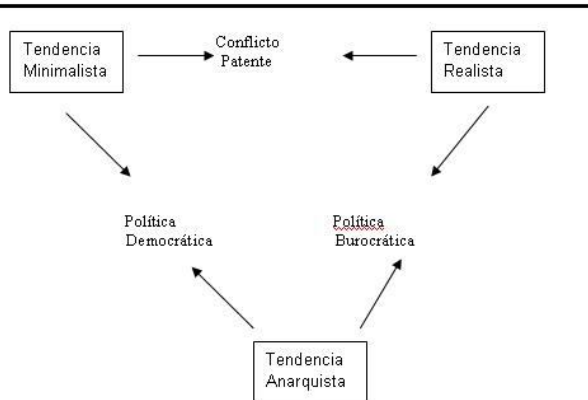 Tendencia
Minimalista
Conflicto
Patente
Tendencia
Realista
Política
Democrática
Política
Burocrática
Tendencia
Anarquista